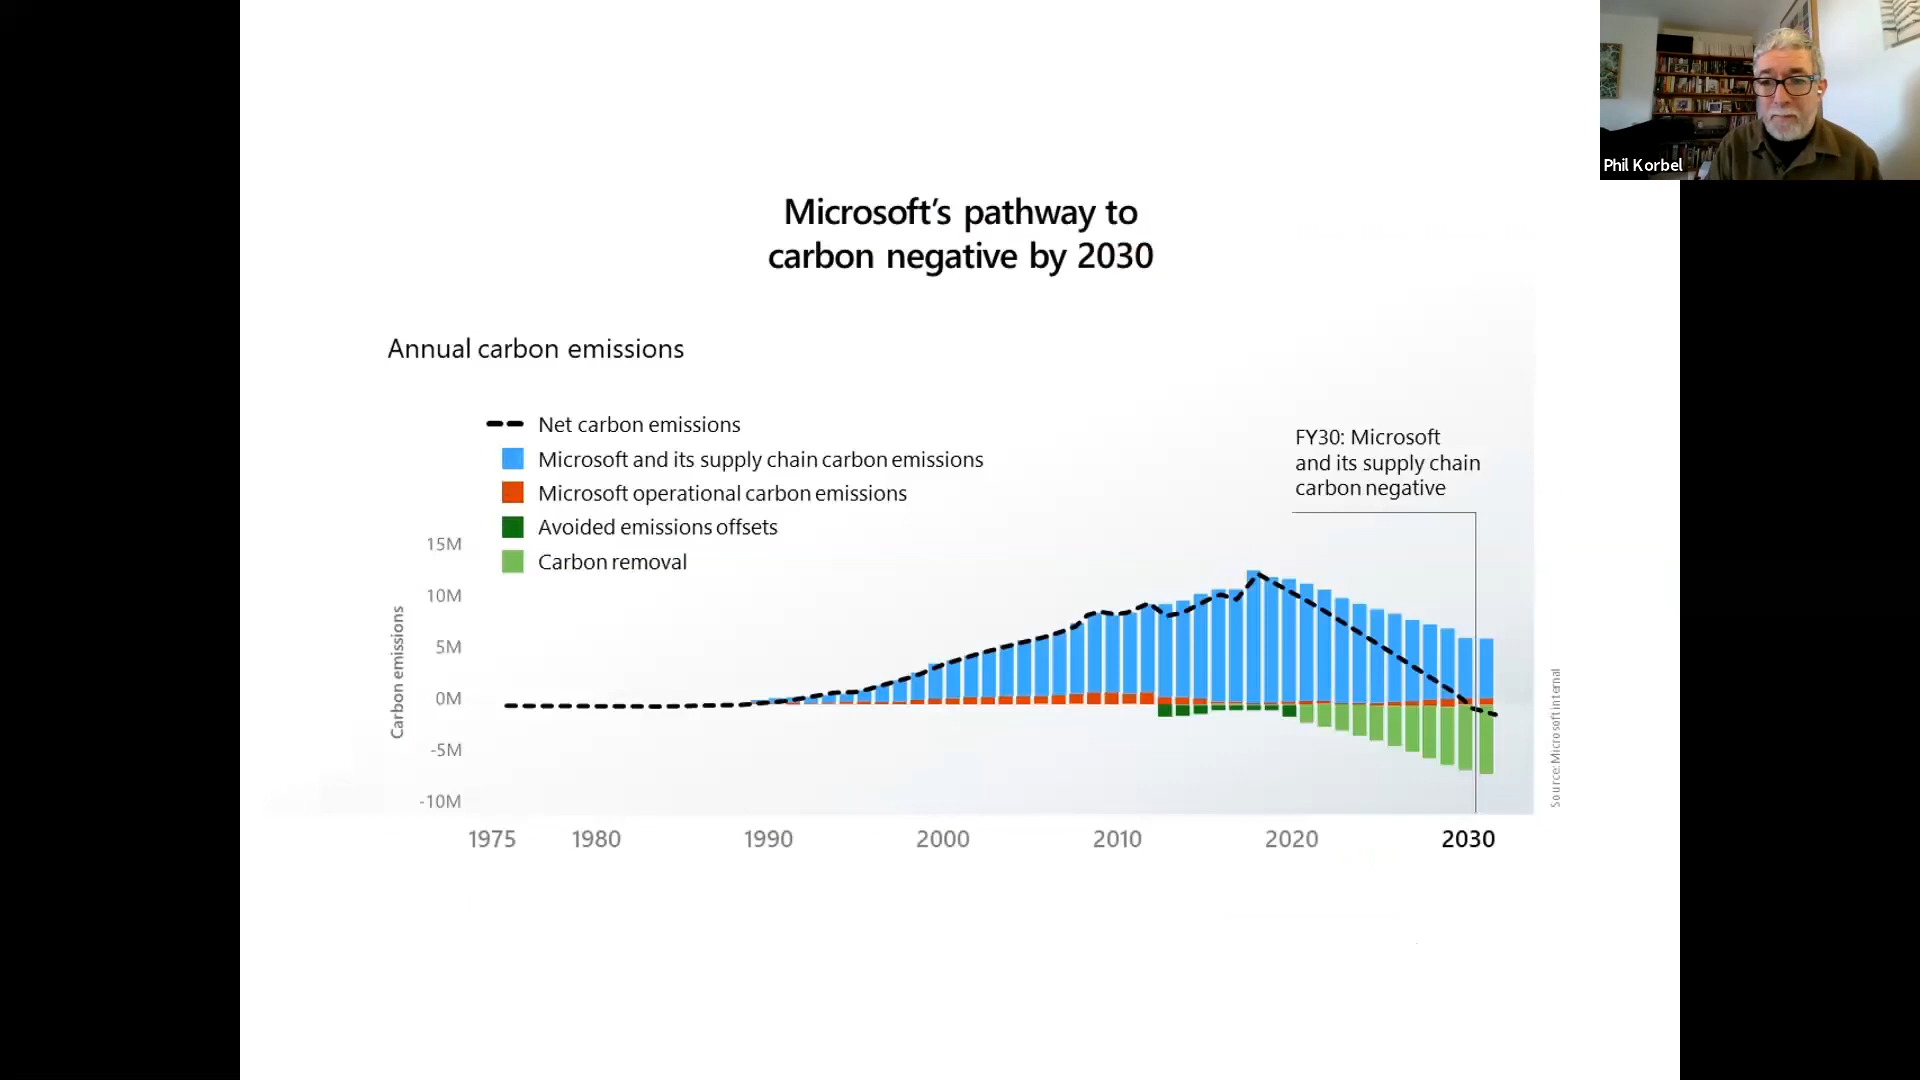 Phil Korbel
Microsoft's pathway to
carbon negative by 2030
Annual carbon emissions
Net carbon emissions
Microsoft and its supply chain carbon emissions
Microsoft operational carbon emissions
Avoided emissions offsets
Carbon removal
FY30: Microsoft
and its supply chain
carbon negative
Carbon emissions
15M
10M
5M
0M
-5M
-10M
1975 1980 1990 2000 2010 2020 2030
Source: Microsoft internal